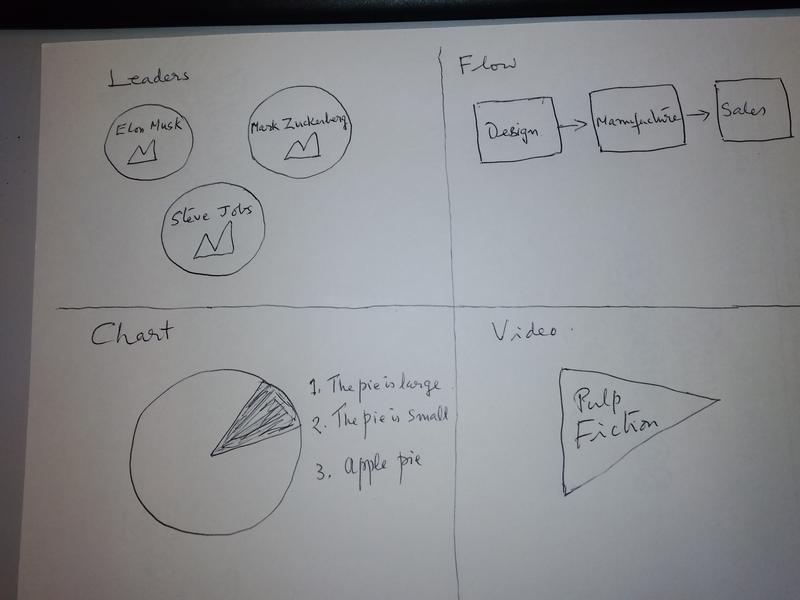 Leaders
Elon Musk
Mark Zuckerberg
Steve Jobs
Flow
Design
Manufacture
Sales
Chart
1. The pie is large
2. The pie is small
3. Apple pie
Video
Pulp
Fiction